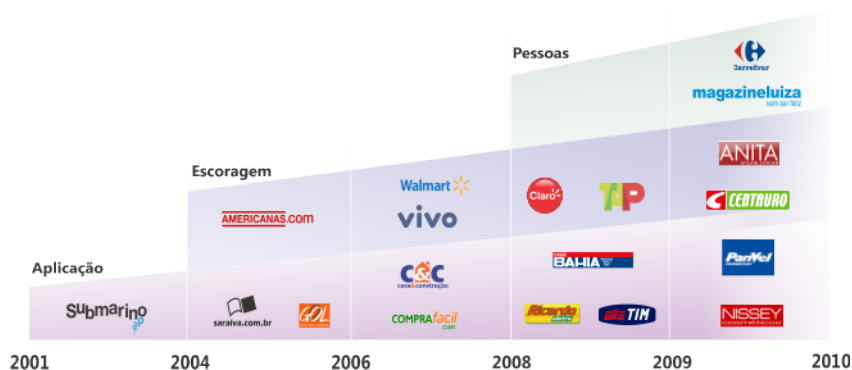 Pessoas
Carrefour
magazineluiza
vem ser feliz
Escoragem
ANITA
Walmart
Claro
TAP
CENTAURO
AMERICANAS.com
vivo
Aplicação
C&C
casa&construção
BAHIA
PanVel
Submarino
saraiva.com.br
GOL
COMPRAfacil
.com
Ricardo
TIM
NISSEY
COSMÉTICOS
2001
2004
2006
2008
2009
2010